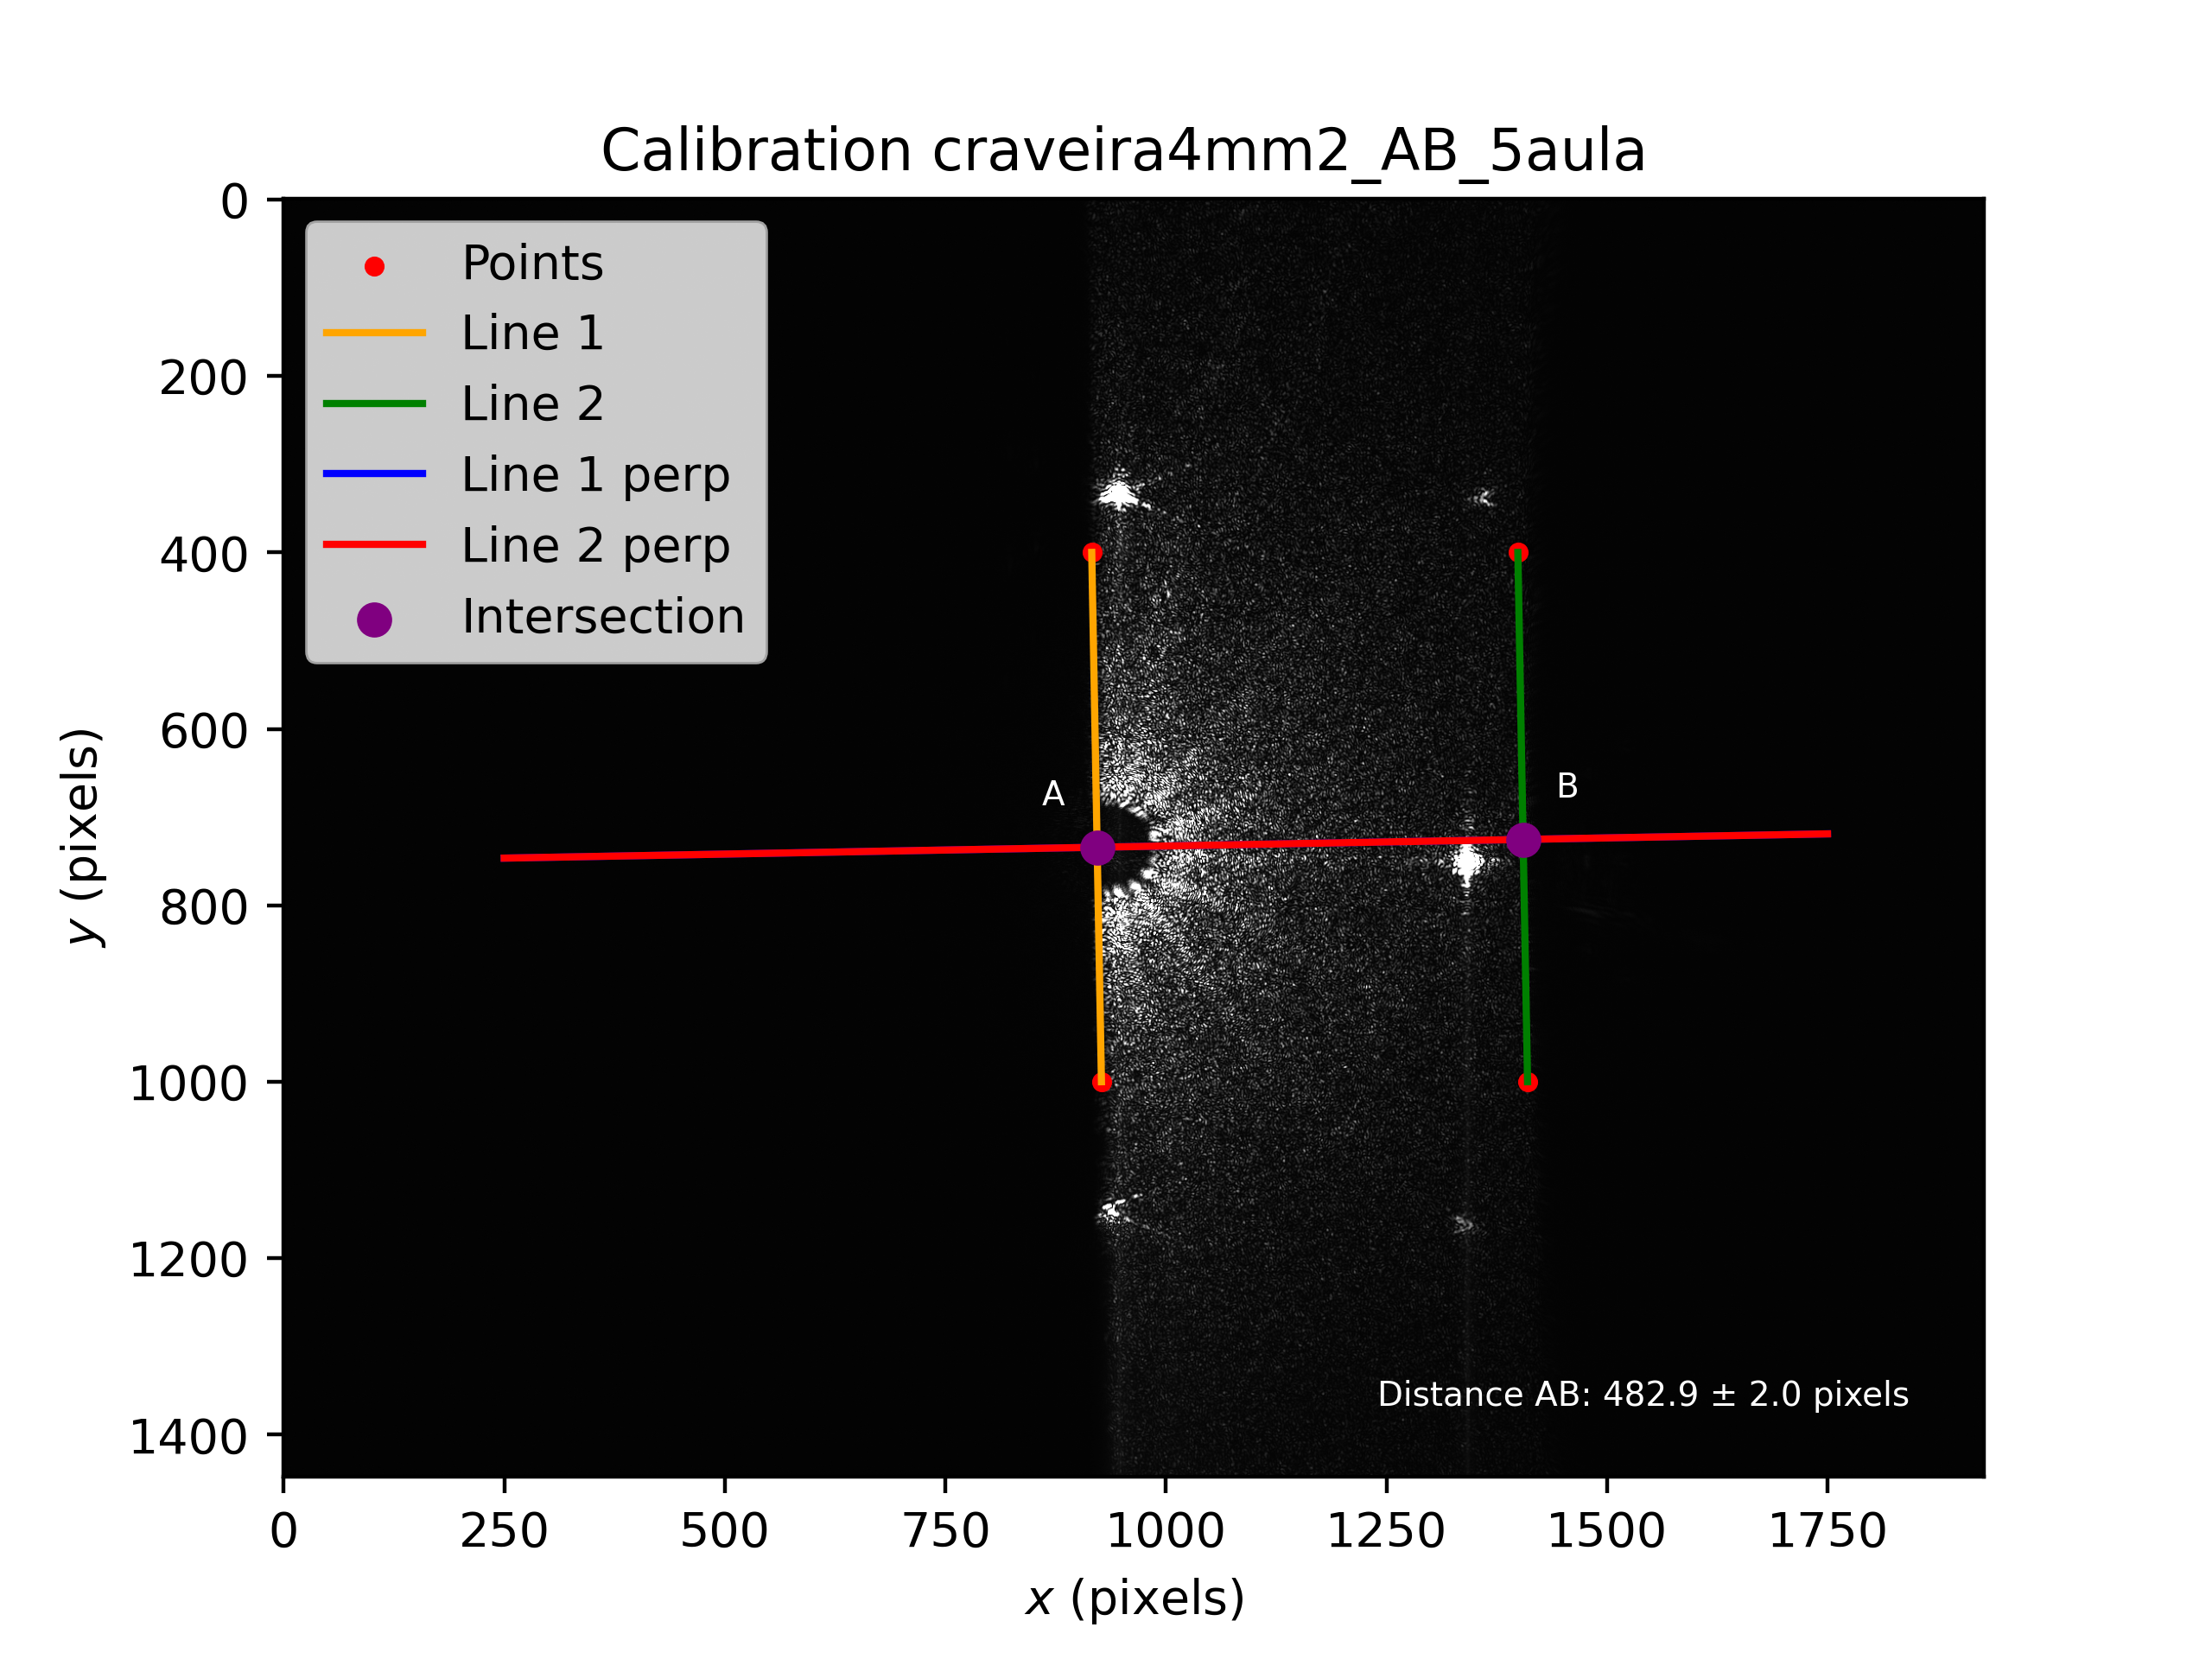 Calibration craveira4mm2_AB_5aula
0
200
400
600
800
1000
1200
1400
y (pixels)
Points
Line 1
Line 2
Line 1 perp
Line 2 perp
Intersection
A
B
Distance AB: 482.9 ± 2.0 pixels
0 250 500 750 1000 1250 1500 1750
x (pixels)